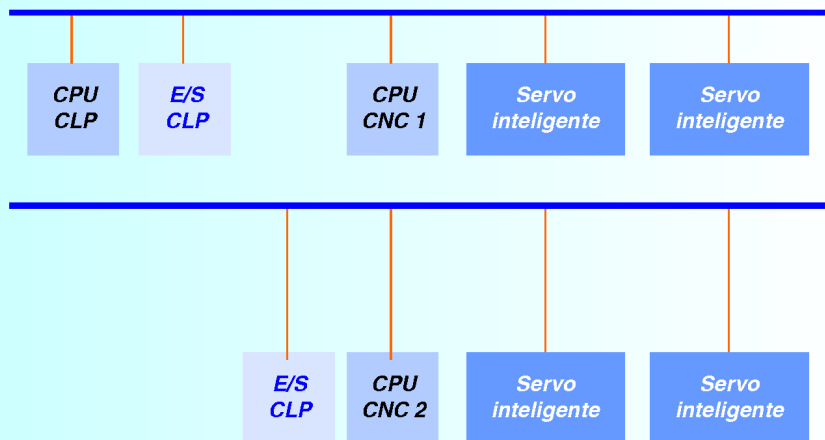 CPU
CLP
E/S
CLP
CPU
CNC 1
Servo
inteligente
Servo
inteligente
E/S
CLP
CPU
CNC 2
Servo
inteligente
Servo
inteligente